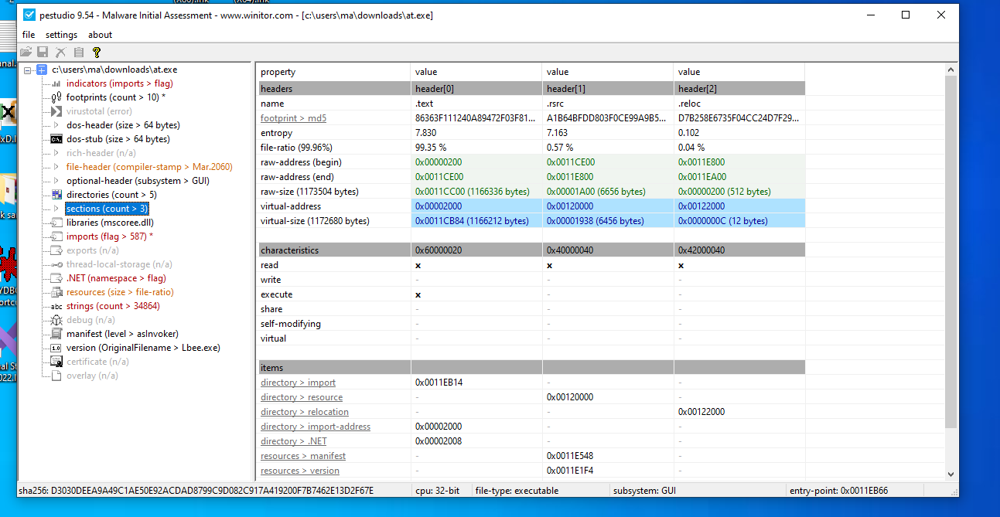 pestudio 9.54 - Malware Initial Assessment - www.winitor.com - [c:\users\ma\downloads\at.exe]
file settings about
c:\users\ma\downloads\at.exe
indicators (imports > flag)
footprints (count > 10) *
virustotal (error)
dos-header (size > 64 bytes)
dos-stub (size > 64 bytes)
rich-header (n/a)
file-header (compiler-stamp > Mar.2060)
optional-header (subsystem > GUI)
directories (count > 5)
sections (count > 3)
libraries (mscoree.dll)
imports (flag > 587) *
exports (n/a)
thread-local-storage (n/a)
.NET (namespace > flag)
resources (size > file-ratio)
abc strings (count > 34864)
debug (n/a)
manifest (level > asInvoker)
1.0 version (OriginalFilename > Lbee.exe)
certificate (n/a)
overlay (n/a)
property value value value
headers header[0] header[1] header[2]
name .text .rsrc .reloc
footprint > md5 86363F111240A89472F03F81... A1B64BFDD803F0CE99A9B5... D7B258E6735F04CC24D7F29...
entropy 7.830 7.163 0.102
file-ratio (99.96%) 99.35 % 0.57 % 0.04 %
raw-address (begin) 0x00000200 0x0011CE00 0x0011E800
raw-address (end) 0x0011CE00 0x0011E800 0x0011EA00
raw-size (1173504 bytes) 0x0011CC00 (1166336 bytes) 0x00001A00 (6656 bytes) 0x00000200 (512 bytes)
virtual-address 0x00002000 0x00120000 0x00122000
virtual-size (1172680 bytes) 0x0011CB84 (1166212 bytes) 0x00001938 (6456 bytes) 0x0000000C (12 bytes)
characteristics 0x60000020 0x40000040 0x42000040
read x x x
write - - -
execute x - -
share - - -
self-modifying - - -
virtual - - -
items
directory > import 0x0011EB14 - -
directory > resource - 0x00120000 -
directory > relocation - - 0x00122000
directory > import-address 0x00002000 - -
directory > .NET 0x00002008 - -
resources > manifest - 0x0011E548 -
resources > version - 0x0011E1F4 -
sha256: D3030DEEA9A49C1AE50E92ACDAD8799C9D082C917A419200F7B7462E13D2F67E cpu: 32-bit file-type: executable subsystem: GUI entry-point: 0x0011EB66